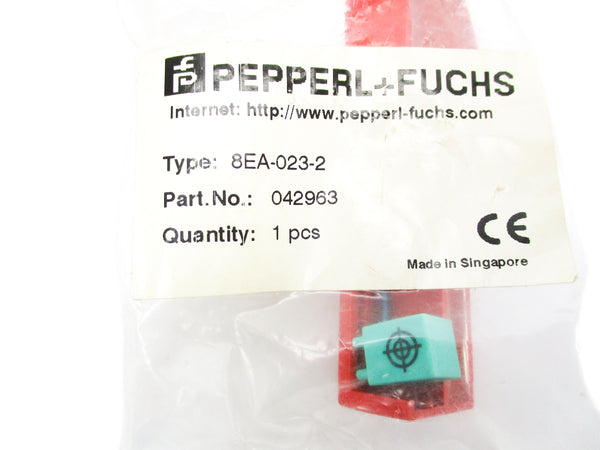 PEPPERL+FUCHS
Internet: http://www.pepperl-fuchs.com
Type: 8EA-023-2
Part.No.: 042963
Quantity: 1 pcs
CE
Made in Singapore